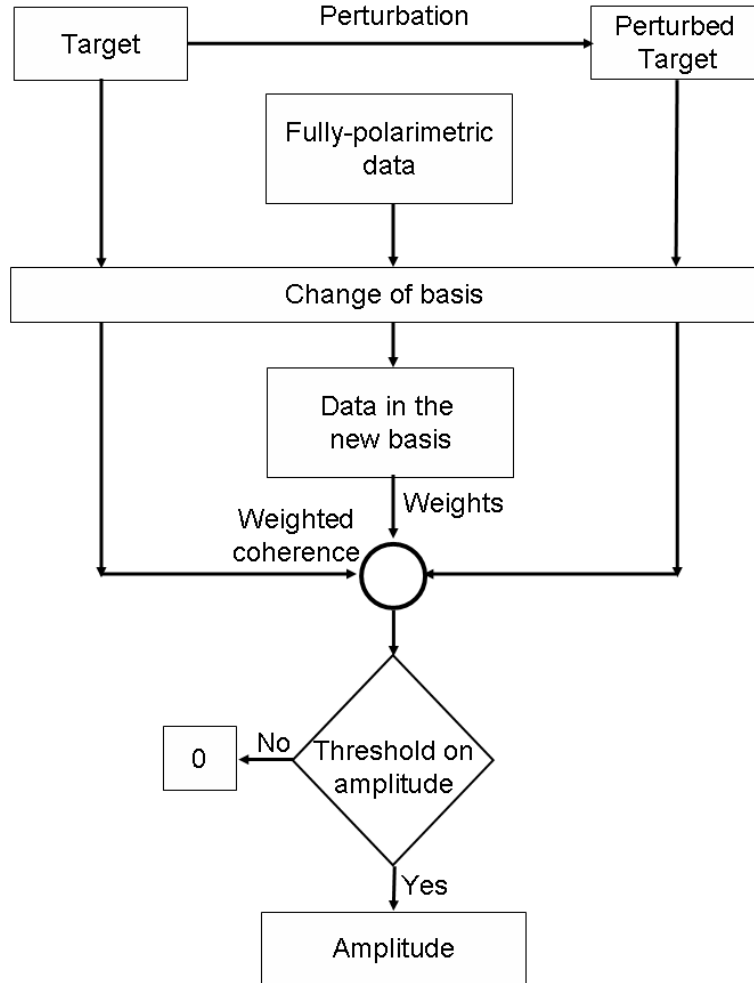 Perturbation
Target
Perturbed
Target
Fully-polarimetric
data
Change of basis
Data in the
new basis
Weights
Weighted
coherence
No
0
Threshold on
amplitude
Yes
Amplitude